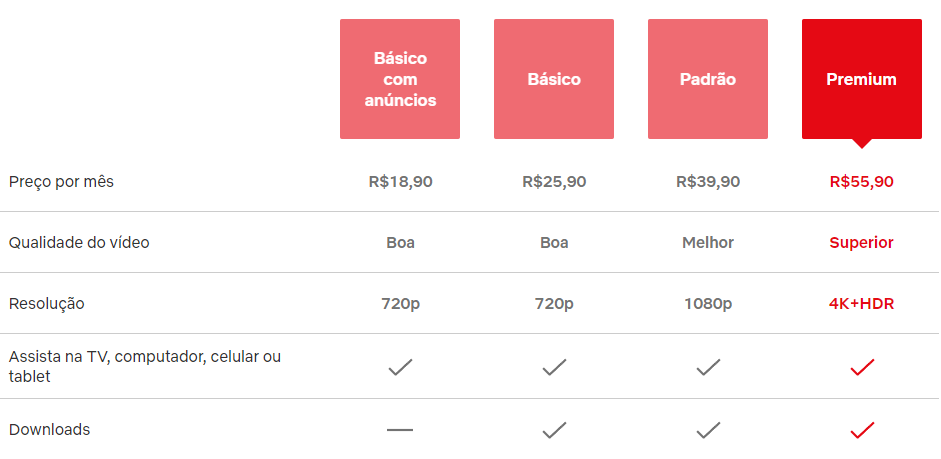 Básico
com
anúncios
Básico
Padrão
Premium
Preço por mês R$18,90 R$25,90 R$39,90 R$55,90
Qualidade do vídeo Boa Boa Melhor Superior
Resolução 720p 720p 1080p 4K+HDR
Assista na TV, computador, celular ou
tablet
Downloads